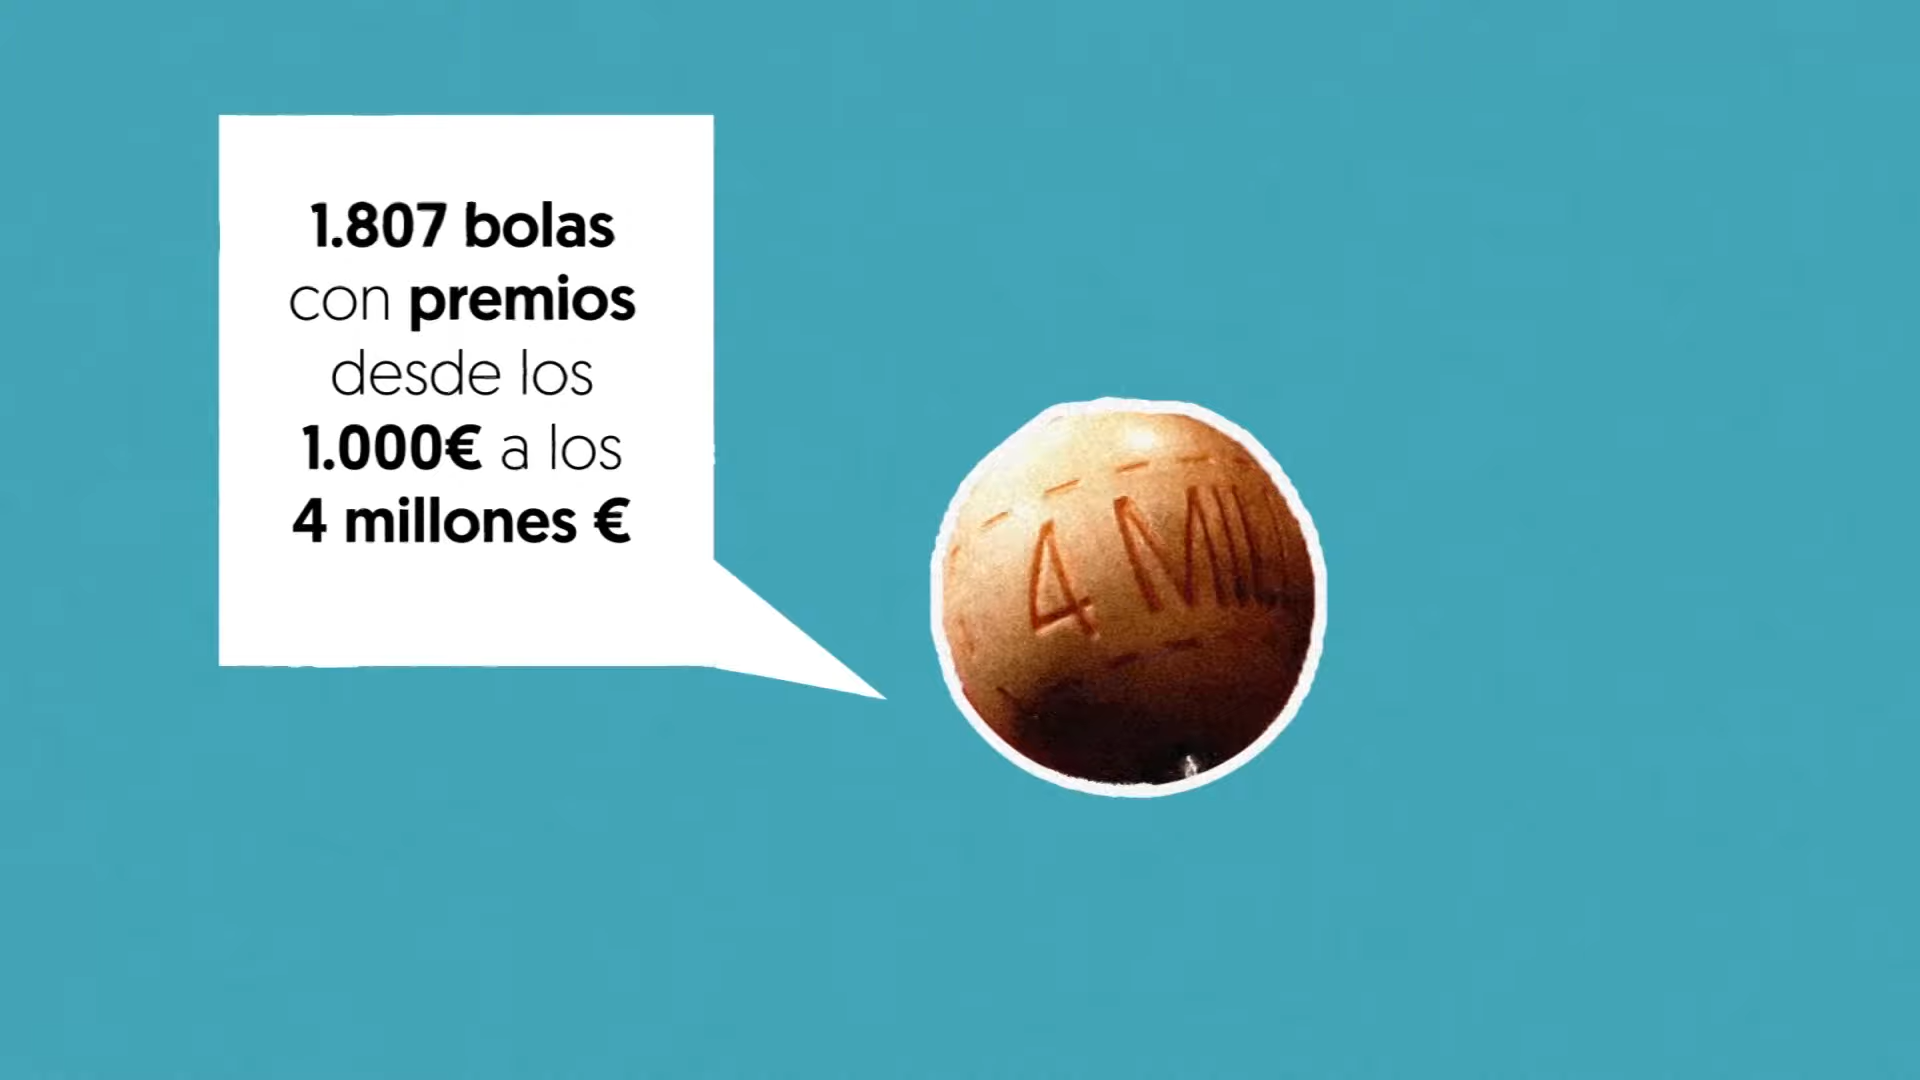 1.807 bolas
con premios
desde los
1.000€ a los
4 millones €
4 MIL